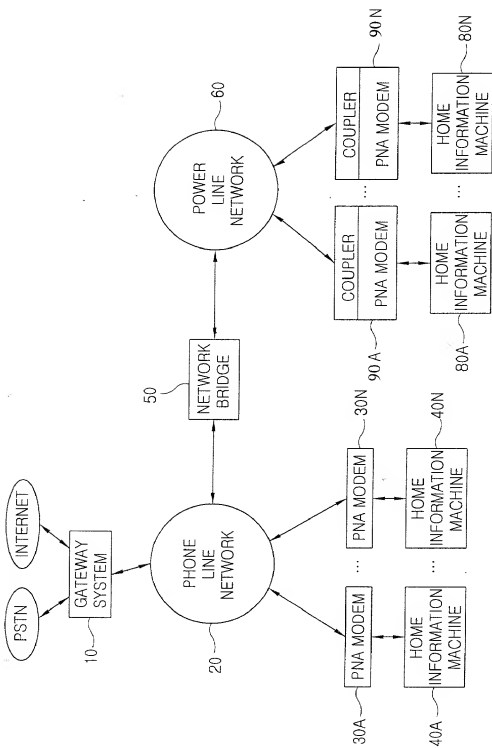 PSTN
INTERNET
GATEWAY
SYSTEM
10
PHONE
LINE
NETWORK
20
50
NETWORK
BRIDGE
POWER
LINE
NETWORK
60
30A
PNA MODEM
...
PNA MODEM
30N
40A
HOME
INFORMATION
MACHINE
...
HOME
INFORMATION
MACHINE
40N
90A
COUPLER
PNA MODEM
...
COUPLER
PNA MODEM
90N
80A
HOME
INFORMATION
MACHINE
...
HOME
INFORMATION
MACHINE
80N